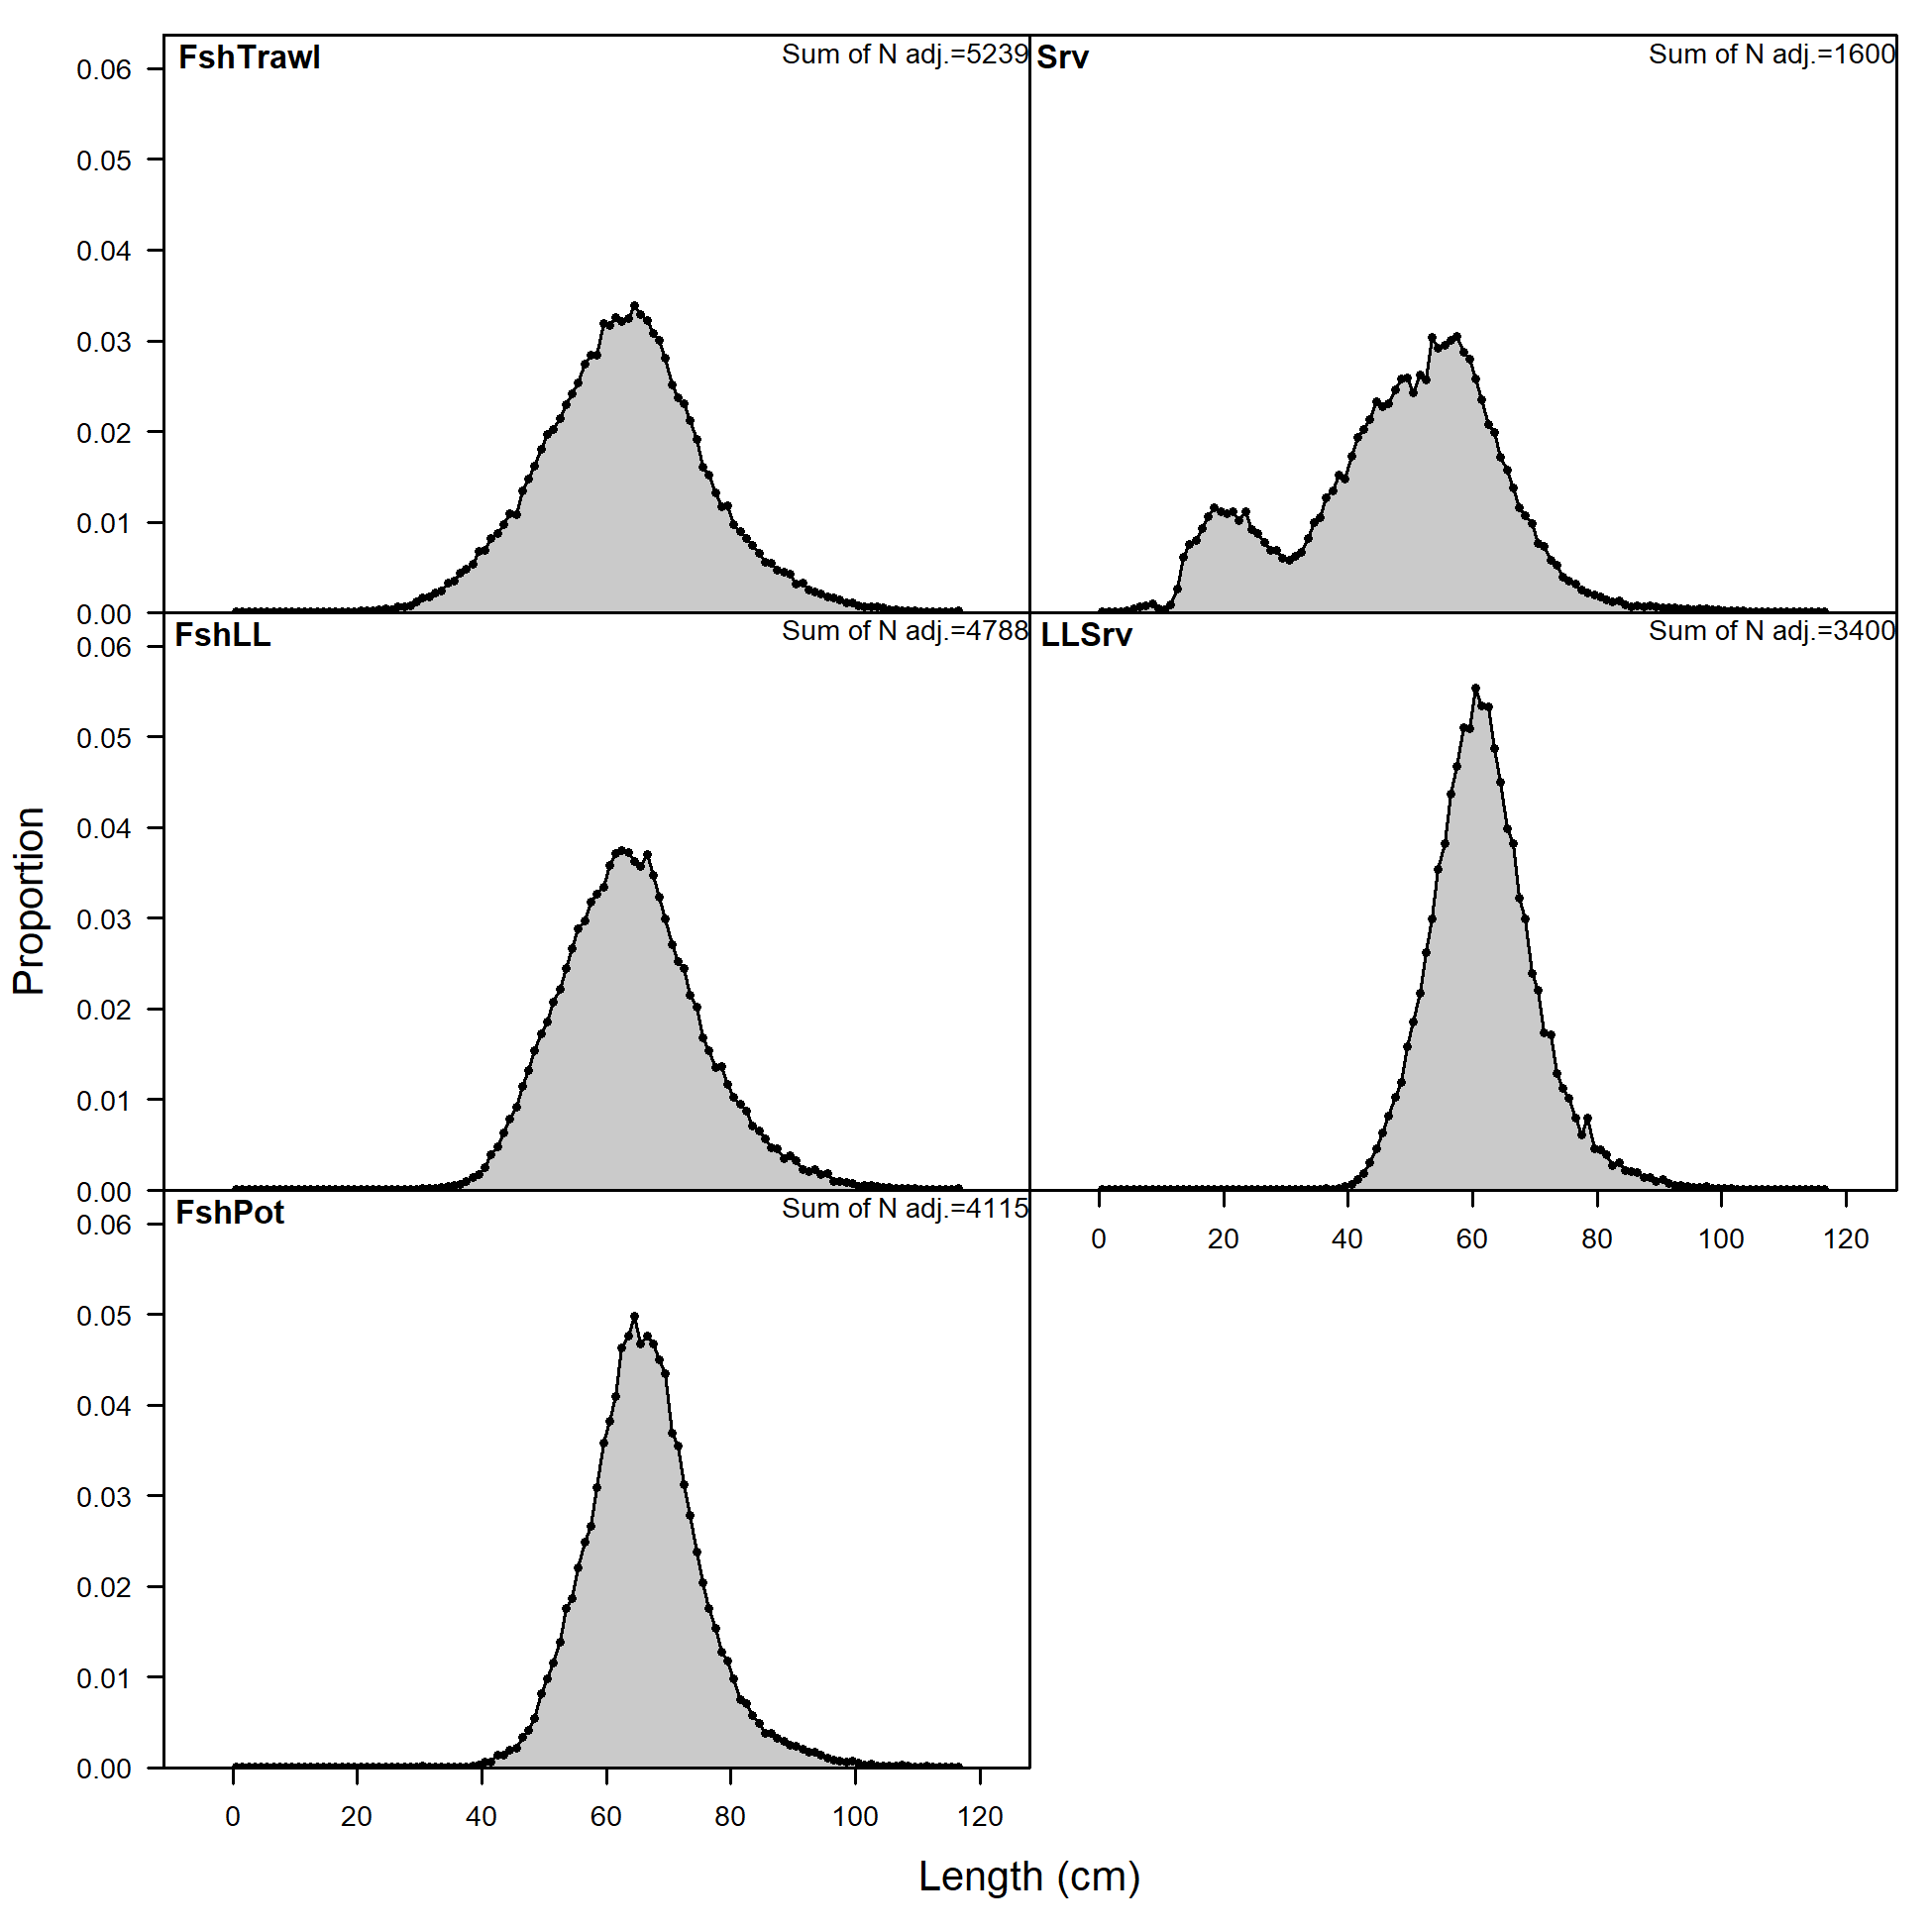 FshTrawl
Sum of N adj.=5239
0.06
0.05
0.04
0.03
0.02
0.01
0.00
Srv
Sum of N adj.=1600
FshLL
Sum of N adj.=4788
0.06
0.05
0.04
0.03
0.02
0.01
0.00
LLSrv
Sum of N adj.=3400
0 20 40 60 80 100 120
FshPot
Sum of N adj.=4115
0.06
0.05
0.04
0.03
0.02
0.01
0.00
0 20 40 60 80 100 120
Proportion
Length (cm)